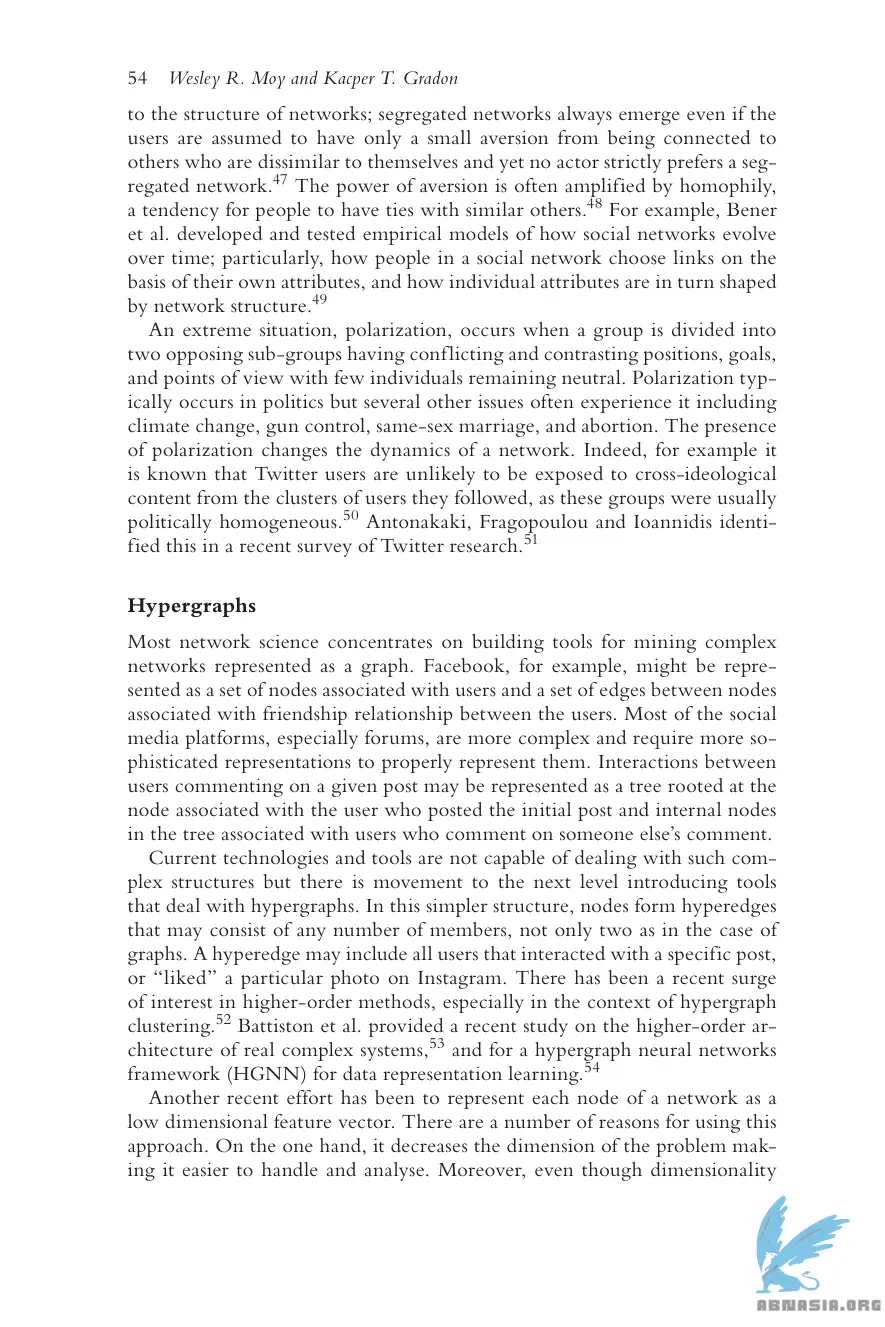 54 Wesley R. Moy and Kacper T. Gradon
to the structure of networks; segregated networks always emerge even if the
users are assumed to have only a small aversion from being connected to
others who are dissimilar to themselves and yet no actor strictly prefers a seg-
regated network.47 The power of aversion is often amplified by homophily,
a tendency for people to have ties with similar others.48 For example, Bener
et al. developed and tested empirical models of how social networks evolve
over time; particularly, how people in a social network choose links on the
basis of their own attributes, and how individual attributes are in turn shaped
by network structure.49
An extreme situation, polarization, occurs when a group is divided into
two opposing sub-groups having conflicting and contrasting positions, goals,
and points of view with few individuals remaining neutral. Polarization typ-
ically occurs in politics but several other issues often experience it including
climate change, gun control, same-sex marriage, and abortion. The presence
of polarization changes the dynamics of a network. Indeed, for example it
is known that Twitter users are unlikely to be exposed to cross-ideological
content from the clusters of users they followed, as these groups were usually
politically homogeneous.50 Antonakaki, Fragopoulou and Ioannidis identi-
fied this in a recent survey of Twitter research.51
Hypergraphs
Most network science concentrates on building tools for mining complex
networks represented as a graph. Facebook, for example, might be repre-
sented as a set of nodes associated with users and a set of edges between nodes
associated with friendship relationship between the users. Most of the social
media platforms, especially forums, are more complex and require more so-
phisticated representations to properly represent them. Interactions between
users commenting on a given post may be represented as a tree rooted at the
node associated with the user who posted the initial post and internal nodes
in the tree associated with users who comment on someone else's comment.
Current technologies and tools are not capable of dealing with such com-
plex structures but there is movement to the next level introducing tools
that deal with hypergraphs. In this simpler structure, nodes form hyperedges
that may consist of any number of members, not only two as in the case of
graphs. A hyperedge may include all users that interacted with a specific post,
or “liked” a particular photo on Instagram. There has been a recent surge
of interest in higher-order methods, especially in the context of hypergraph
clustering.52 Battiston et al. provided a recent study on the higher-order ar-
chitecture of real complex systems,53 and for a hypergraph neural networks
framework (HGNN) for data representation learning.54
Another recent effort has been to represent each node of a network as a
low dimensional feature vector. There are a number of reasons for using this
approach. On the one hand, it decreases the dimension of the problem mak-
ing it easier to handle and analyse. Moreover, even though dimensionality
ABNASIA.ORG